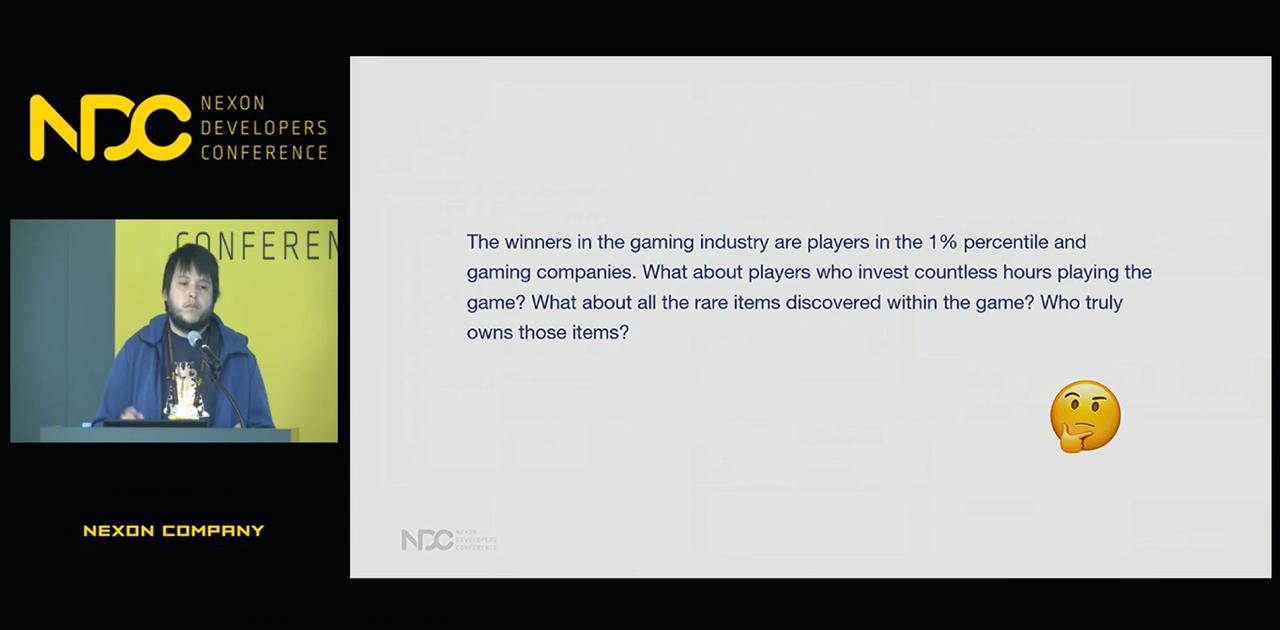 NDC
NEXON
DEVELOPERS
CONFERENCE
CONFEREN
NEXON COMPANY
The winners in the gaming industry are players in the 1% percentile and
gaming companies. What about players who invest countless hours playing the
game? What about all the rare items discovered within the game? Who truly
owns those items?
NDC
NEXON
DEVELOPERS
CONFERENCE